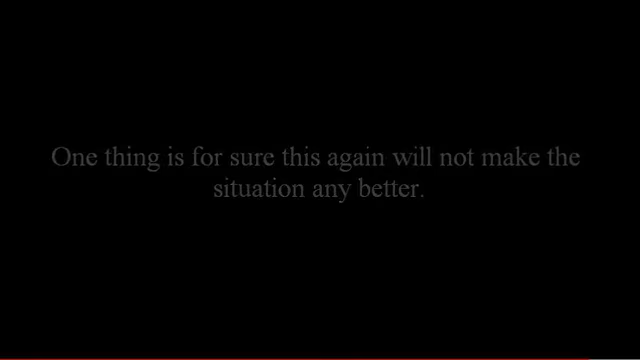 One thing is for sure this again will not make the
situation any better.